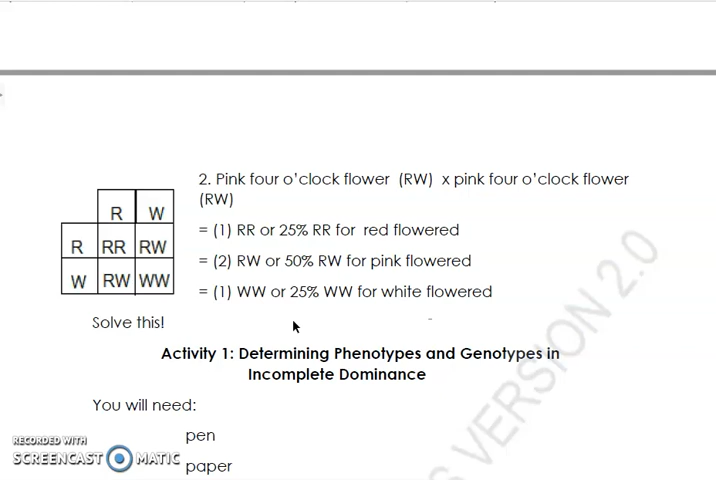 2. Pink four o'clock flower (RW) x pink four o'clock flower
(RW)
R W
R RR RW
W RW WW
= (1) RR or 25% RR for red flowered
= (2) RW or 50% RW for pink flowered
= (1) WW or 25% WW for white flowered
Solve this!
Activity 1: Determining Phenotypes and Genotypes in
Incomplete Dominance
You will need:
pen
paper
RECORDED WITH
SCREENCAST MATIC
VERSION 2.0